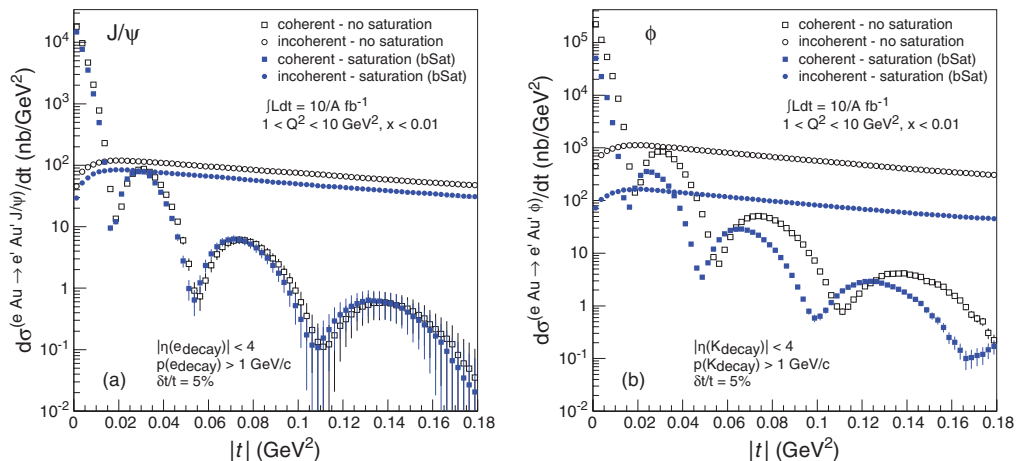 J/ψ
□ coherent - no saturation
○ incoherent - no saturation
■ coherent - saturation (bSat)
● incoherent - saturation (bSat)
∫Ldt = 10/A fb⁻¹
1 < Q² < 10 GeV², x < 0.01
dσ(e Au → e' Au' J/ψ)/dt (nb/GeV²)
10⁴
10³
10²
10
1
10⁻¹
10⁻²
(a)
|η(e_decay)| < 4
p(e_decay) > 1 GeV/c
δt/t = 5%
0 0.02 0.04 0.06 0.08 0.10 0.12 0.14 0.16 0.18
|t| (GeV²)
ϕ
□ coherent - no saturation
○ incoherent - no saturation
■ coherent - saturation (bSat)
● incoherent - saturation (bSat)
∫Ldt = 10/A fb⁻¹
1 < Q² < 10 GeV², x < 0.01
dσ(e Au → e' Au' ϕ)/dt (nb/GeV²)
10⁵
10⁴
10³
10²
10
1
10⁻¹
10⁻²
(b)
|η(K_decay)| < 4
p(K_decay) > 1 GeV/c
δt/t = 5%
0 0.02 0.04 0.06 0.08 0.1 0.12 0.14 0.16 0.18
|t| (GeV²)